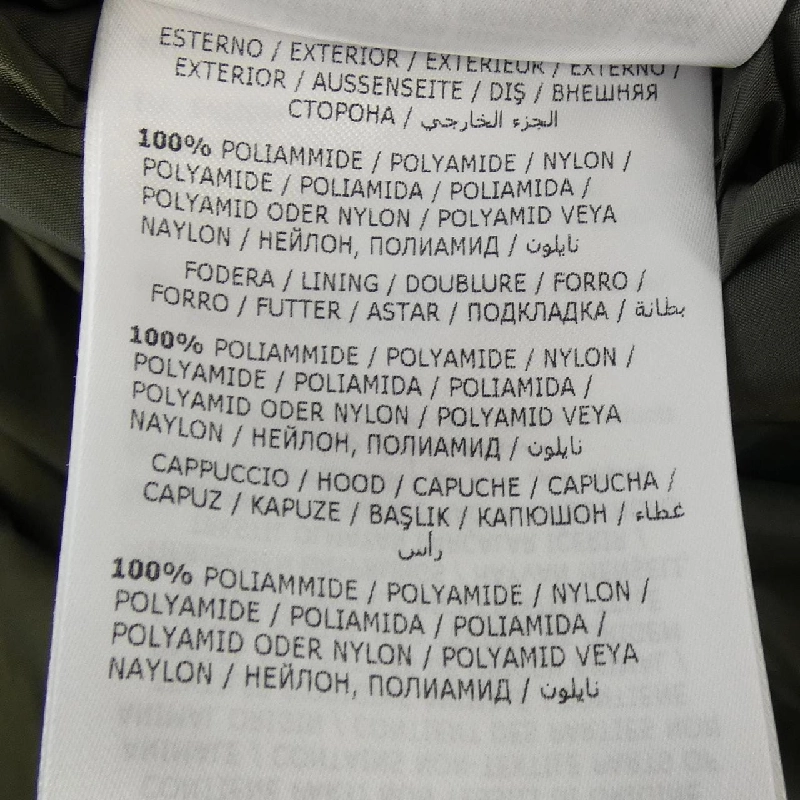 ESTERNO / EXTERIOR / EXTERIEUR / EXTERNO /
EXTERIOR / AUSSENSEITE / DIŞ / ВНЕШНЯЯ
СТОРОНА / الجزء الخارجي
100% POLIAMMIDE / POLYAMIDE / NYLON /
POLYAMIDE / POLIAMIDA / POLIAMIDA /
POLYAMID ODER NYLON / POLYAMID VEYA
NAYLON / НЕЙЛОН, ПОЛИАМИД / نايلون
FODERA / LINING / DOUBLURE / FORRO /
FORRO / FUTTER / ASTAR / ПОДКЛАДКА / بطانة
100% POLIAMMIDE / POLYAMIDE / NYLON /
POLYAMIDE / POLIAMIDA / POLIAMIDA /
POLYAMID ODER NYLON / POLYAMID VEYA
NAYLON / НЕЙЛОН, ПОЛИАМИД / نايلون
CAPPUCCIO / HOOD / CAPUCHE / CAPUCHA /
CAPUZ / KAPUZE / BAŞLIK / КАПЮШОН / غطاء
رأس
100% POLIAMMIDE / POLYAMIDE / NYLON /
POLYAMIDE / POLIAMIDA / POLIAMIDA /
POLYAMID ODER NYLON / POLYAMID VEYA
NAYLON / НЕЙЛОН, ПОЛИАМИД / نايلون